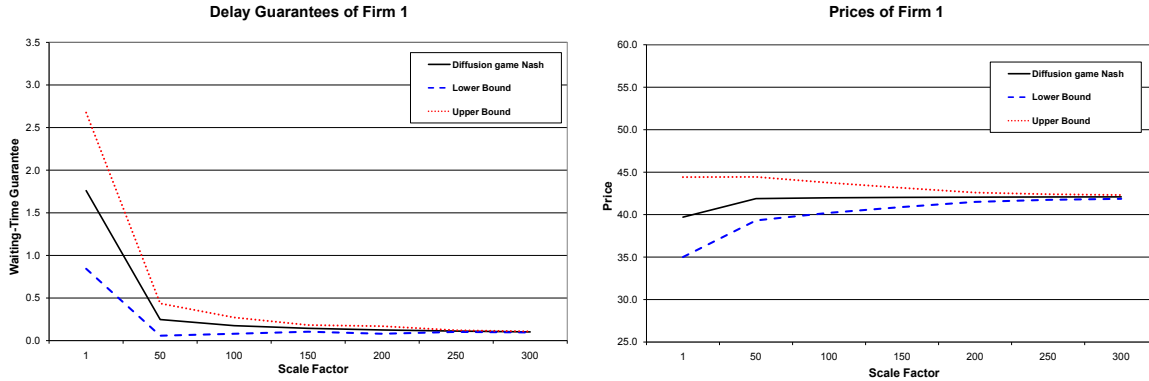 Delay Guarantees of Firm 1
3.5
3.0
2.5
2.0
1.5
1.0
0.5
0.0
Waiting-Time Guarantee
Diffusion game Nash
Lower Bound
Upper Bound
1 50 100 150 200 250 300
Scale Factor
Prices of Firm 1
60.0
55.0
50.0
45.0
40.0
35.0
30.0
25.0
Price
Diffusion game Nash
Lower Bound
Upper Bound
1 50 100 150 200 250 300
Scale Factor